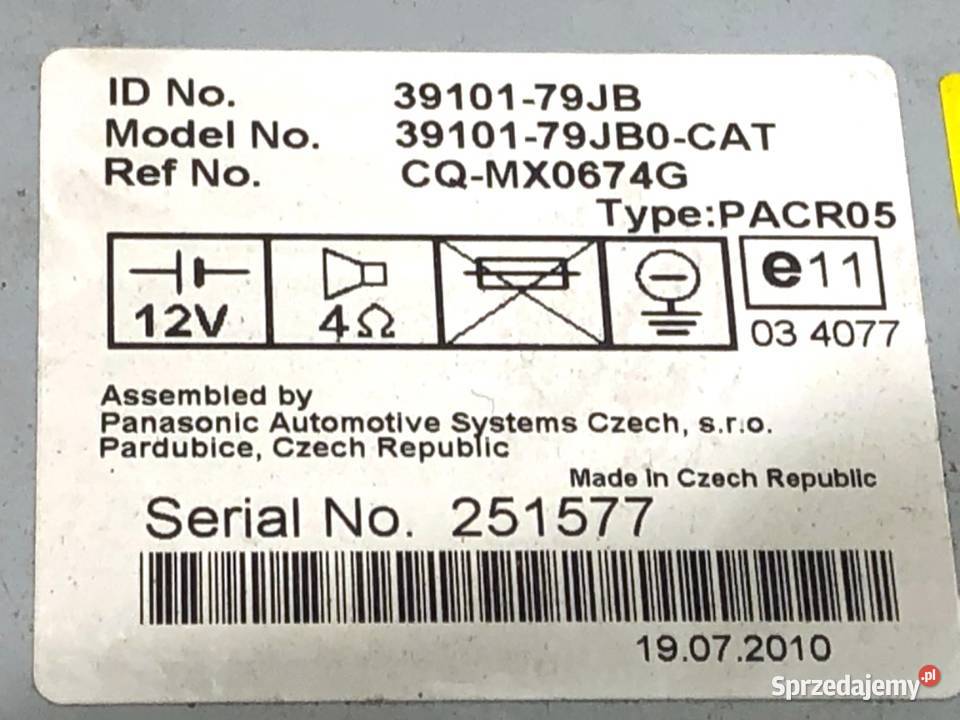 ID No. 39101-79JB
Model No. 39101-79JB0-CAT
Ref No. CQ-MX0674G
Type:PACR05
12V 4Ω e11
03 4077
Assembled by
Panasonic Automotive Systems Czech, s.r.o.
Pardubice, Czech Republic
Made in Czech Republic
Serial No. 251577
19.07.2010
Sprzedajemy.pl